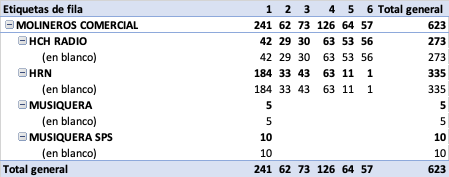 Etiquetas de fila 1 2 3 4 5 6 Total general
MOLINEROS COMERCIAL 241 62 73 126 64 57 623
HCH RADIO 42 29 30 63 53 56 273
(en blanco) 42 29 30 63 53 56 273
HRN 184 33 43 63 11 1 335
(en blanco) 184 33 43 63 11 1 335
MUSIQUERA 5 5
(en blanco) 5 5
MUSIQUERA SPS 10 10
(en blanco) 10 10
Total general 241 62 73 126 64 57 623